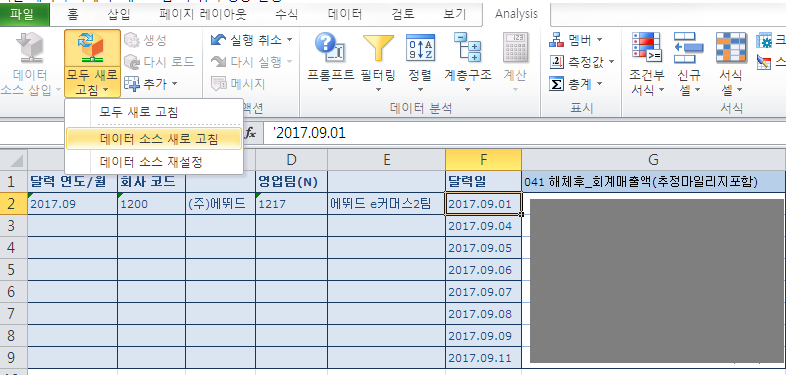 파일 홈 삽입 페이지 레이아웃 수식 데이터 검토 보기 Analysis
데이터 소스 삽입
모두 새로 고침
생성
다시 로드
추가
실행 취소
다시 실행
메시지
프롬프트
필터링
정렬
계층구조
계산
멤버
측정값
총계
조건부 서식
신규 셀
서식 셋
크
스
액션
데이터 분석
표시
서식
모두 새로 고침
데이터 소스 새로 고침
데이터 소스 재설정
fx '2017.09.01
D E F G
1 달력 연도/월 회사 코드 영업팀(N) 달력일 041 해체후_회계매출액(추정마일리지포함)
2 2017.09 1200 (주)에뛰드 1217 에뛰드 e커머스2팀 2017.09.01
3 2017.09.04
4 2017.09.05
5 2017.09.06
6 2017.09.07
7 2017.09.08
8 2017.09.09
9 2017.09.11